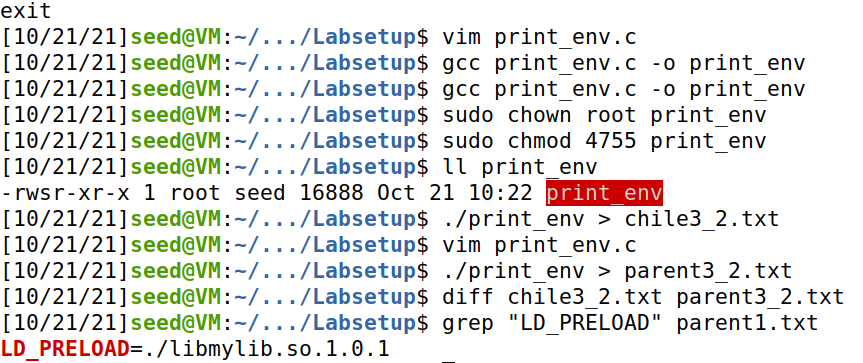 exit
[10/21/21]seed@VM:~/.../Labsetup$ vim print_env.c
[10/21/21]seed@VM:~/.../Labsetup$ gcc print_env.c -o print_env
[10/21/21]seed@VM:~/.../Labsetup$ gcc print_env.c -o print_env
[10/21/21]seed@VM:~/.../Labsetup$ sudo chown root print_env
[10/21/21]seed@VM:~/.../Labsetup$ sudo chmod 4755 print_env
[10/21/21]seed@VM:~/.../Labsetup$ ll print_env
-rwsr-xr-x 1 root seed 16888 Oct 21 10:22 print_env
[10/21/21]seed@VM:~/.../Labsetup$ ./print_env > chile3_2.txt
[10/21/21]seed@VM:~/.../Labsetup$ vim print_env.c
[10/21/21]seed@VM:~/.../Labsetup$ ./print_env > parent3_2.txt
[10/21/21]seed@VM:~/.../Labsetup$ diff chile3_2.txt parent3_2.txt
[10/21/21]seed@VM:~/.../Labsetup$ grep "LD_PRELOAD" parent1.txt
LD_PRELOAD=./libmylib.so.1.0.1